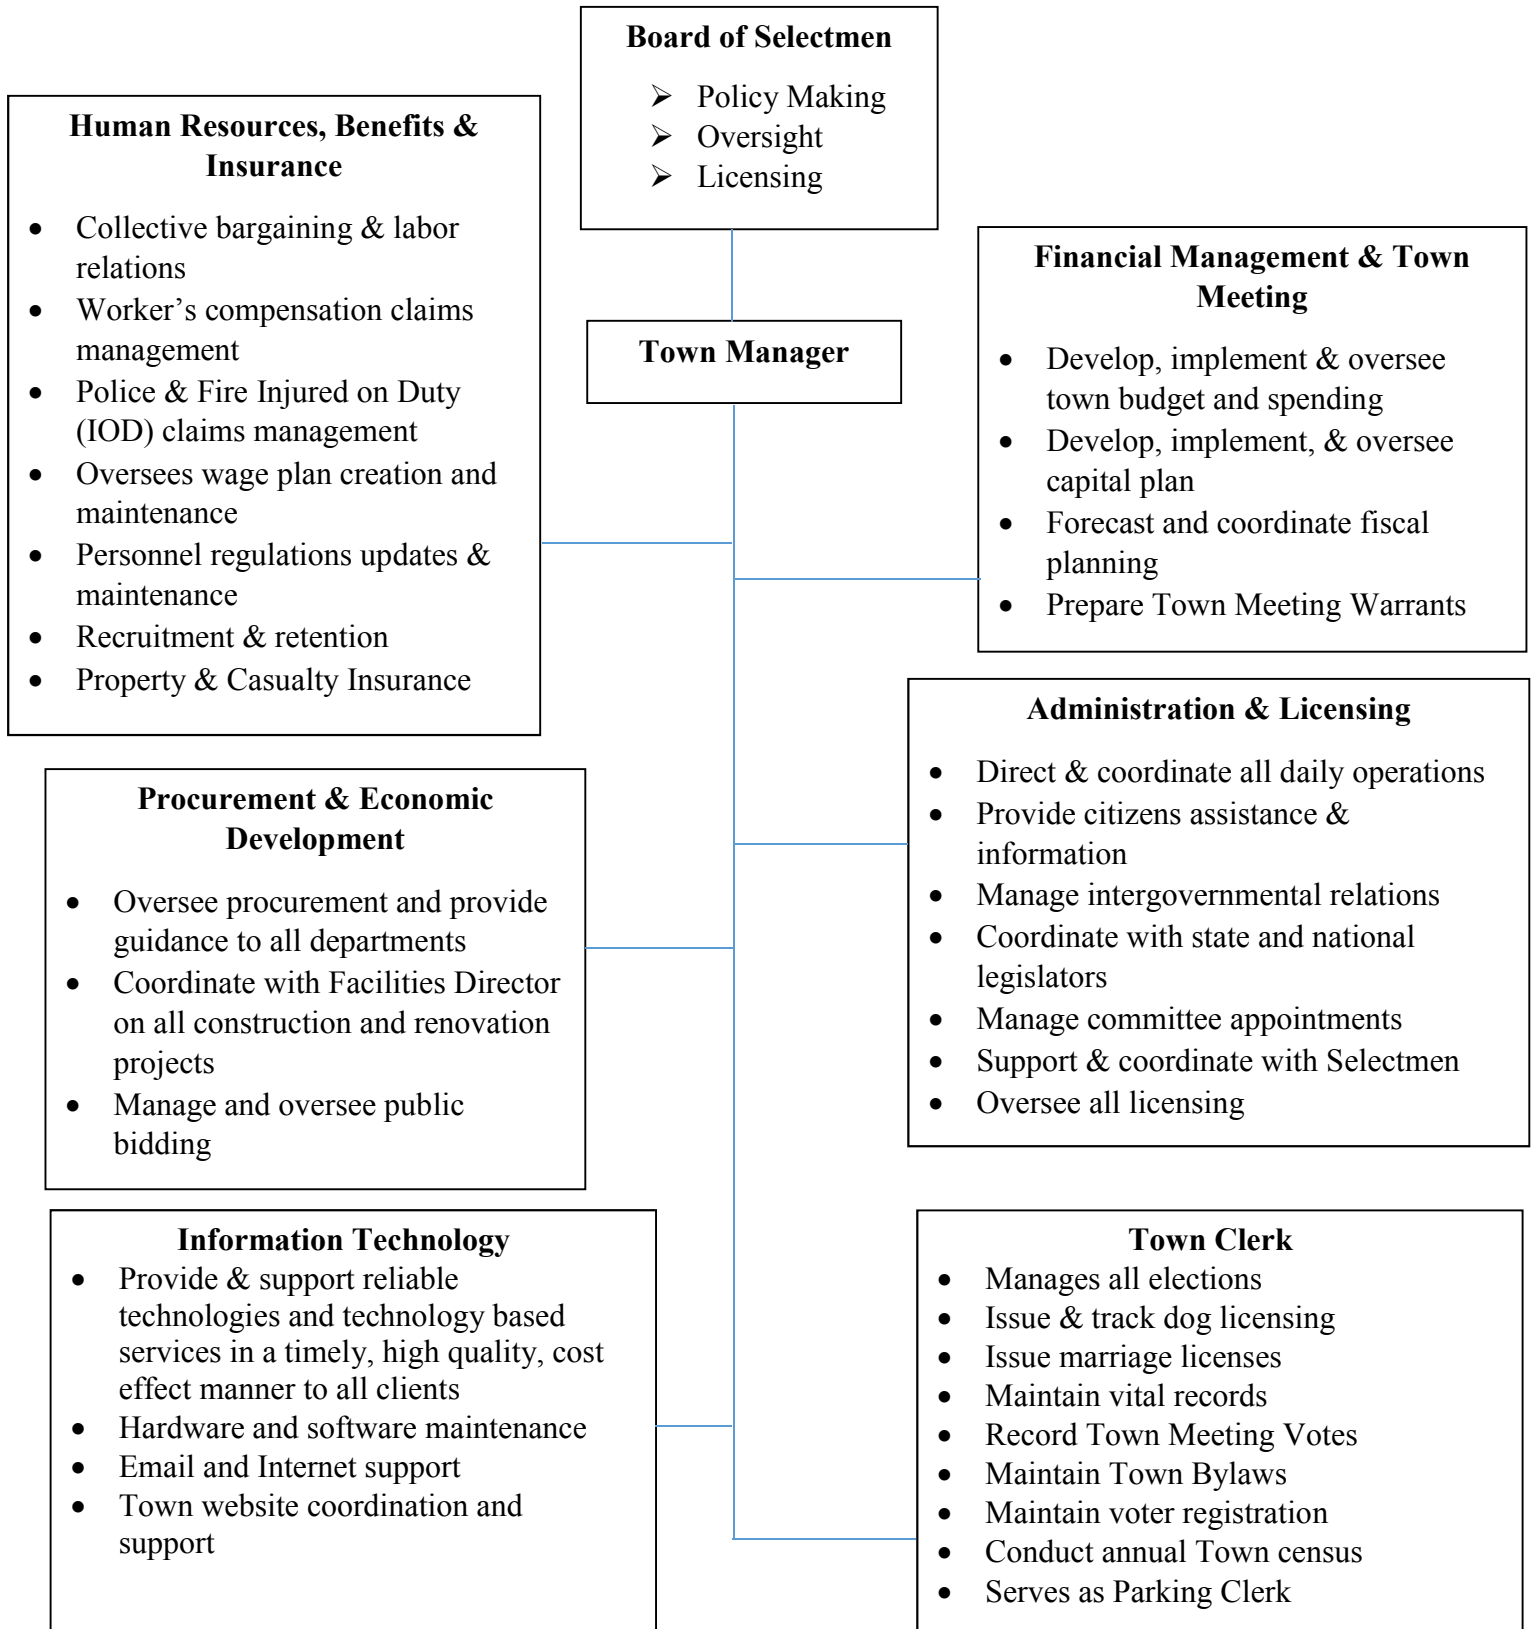 Board of Selectmen
➢ Policy Making
➢ Oversight
➢ Licensing
Human Resources, Benefits &
Insurance
• Collective bargaining & labor
relations
• Worker’s compensation claims
management
• Police & Fire Injured on Duty
(IOD) claims management
• Oversees wage plan creation and
maintenance
• Personnel regulations updates &
maintenance
• Recruitment & retention
• Property & Casualty Insurance
Town Manager
Financial Management & Town
Meeting
• Develop, implement & oversee
town budget and spending
• Develop, implement, & oversee
capital plan
• Forecast and coordinate fiscal
planning
• Prepare Town Meeting Warrants
Administration & Licensing
• Direct & coordinate all daily operations
• Provide citizens assistance &
information
• Manage intergovernmental relations
• Coordinate with state and national
legislators
• Manage committee appointments
• Support & coordinate with Selectmen
• Oversee all licensing
Procurement & Economic
Development
• Oversee procurement and provide
guidance to all departments
• Coordinate with Facilities Director
on all construction and renovation
projects
• Manage and oversee public
bidding
Information Technology
• Provide & support reliable
technologies and technology based
services in a timely, high quality, cost
effect manner to all clients
• Hardware and software maintenance
• Email and Internet support
• Town website coordination and
support
Town Clerk
• Manages all elections
• Issue & track dog licensing
• Issue marriage licenses
• Maintain vital records
• Record Town Meeting Votes
• Maintain Town Bylaws
• Maintain voter registration
• Conduct annual Town census
• Serves as Parking Clerk